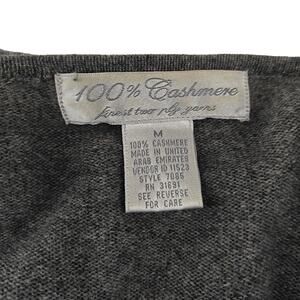 100% Cashmere
finest two ply yarns
M
100% CASHMERE
MADE IN UNITED
ARAB EMIRATES
VENDOR ID 11523
STYLE 7085
RN 31691
SEE REVERSE
FOR CARE